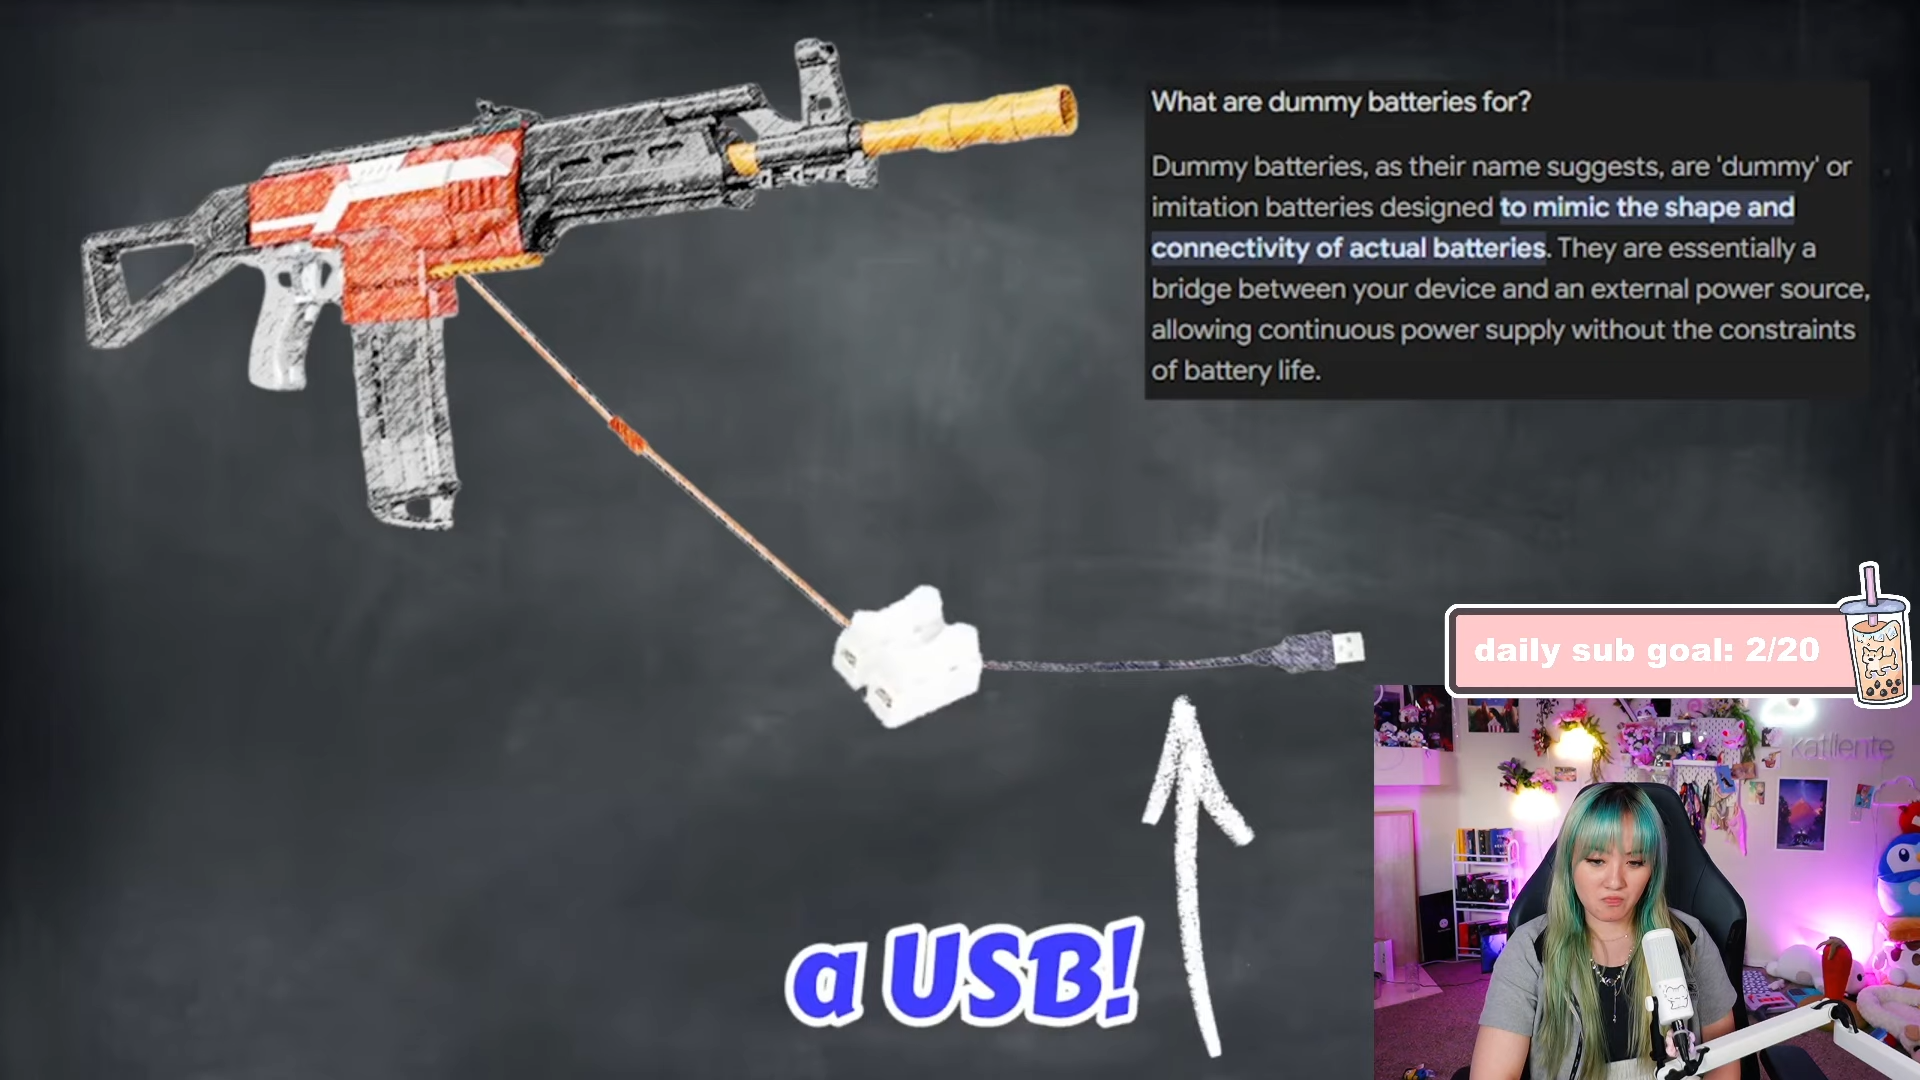 What are dummy batteries for?
Dummy batteries, as their name suggests, are 'dummy' or
imitation batteries designed to mimic the shape and
connectivity of actual batteries. They are essentially a
bridge between your device and an external power source,
allowing continuous power supply without the constraints
of battery life.
daily sub goal: 2/20
katllente
a USB!